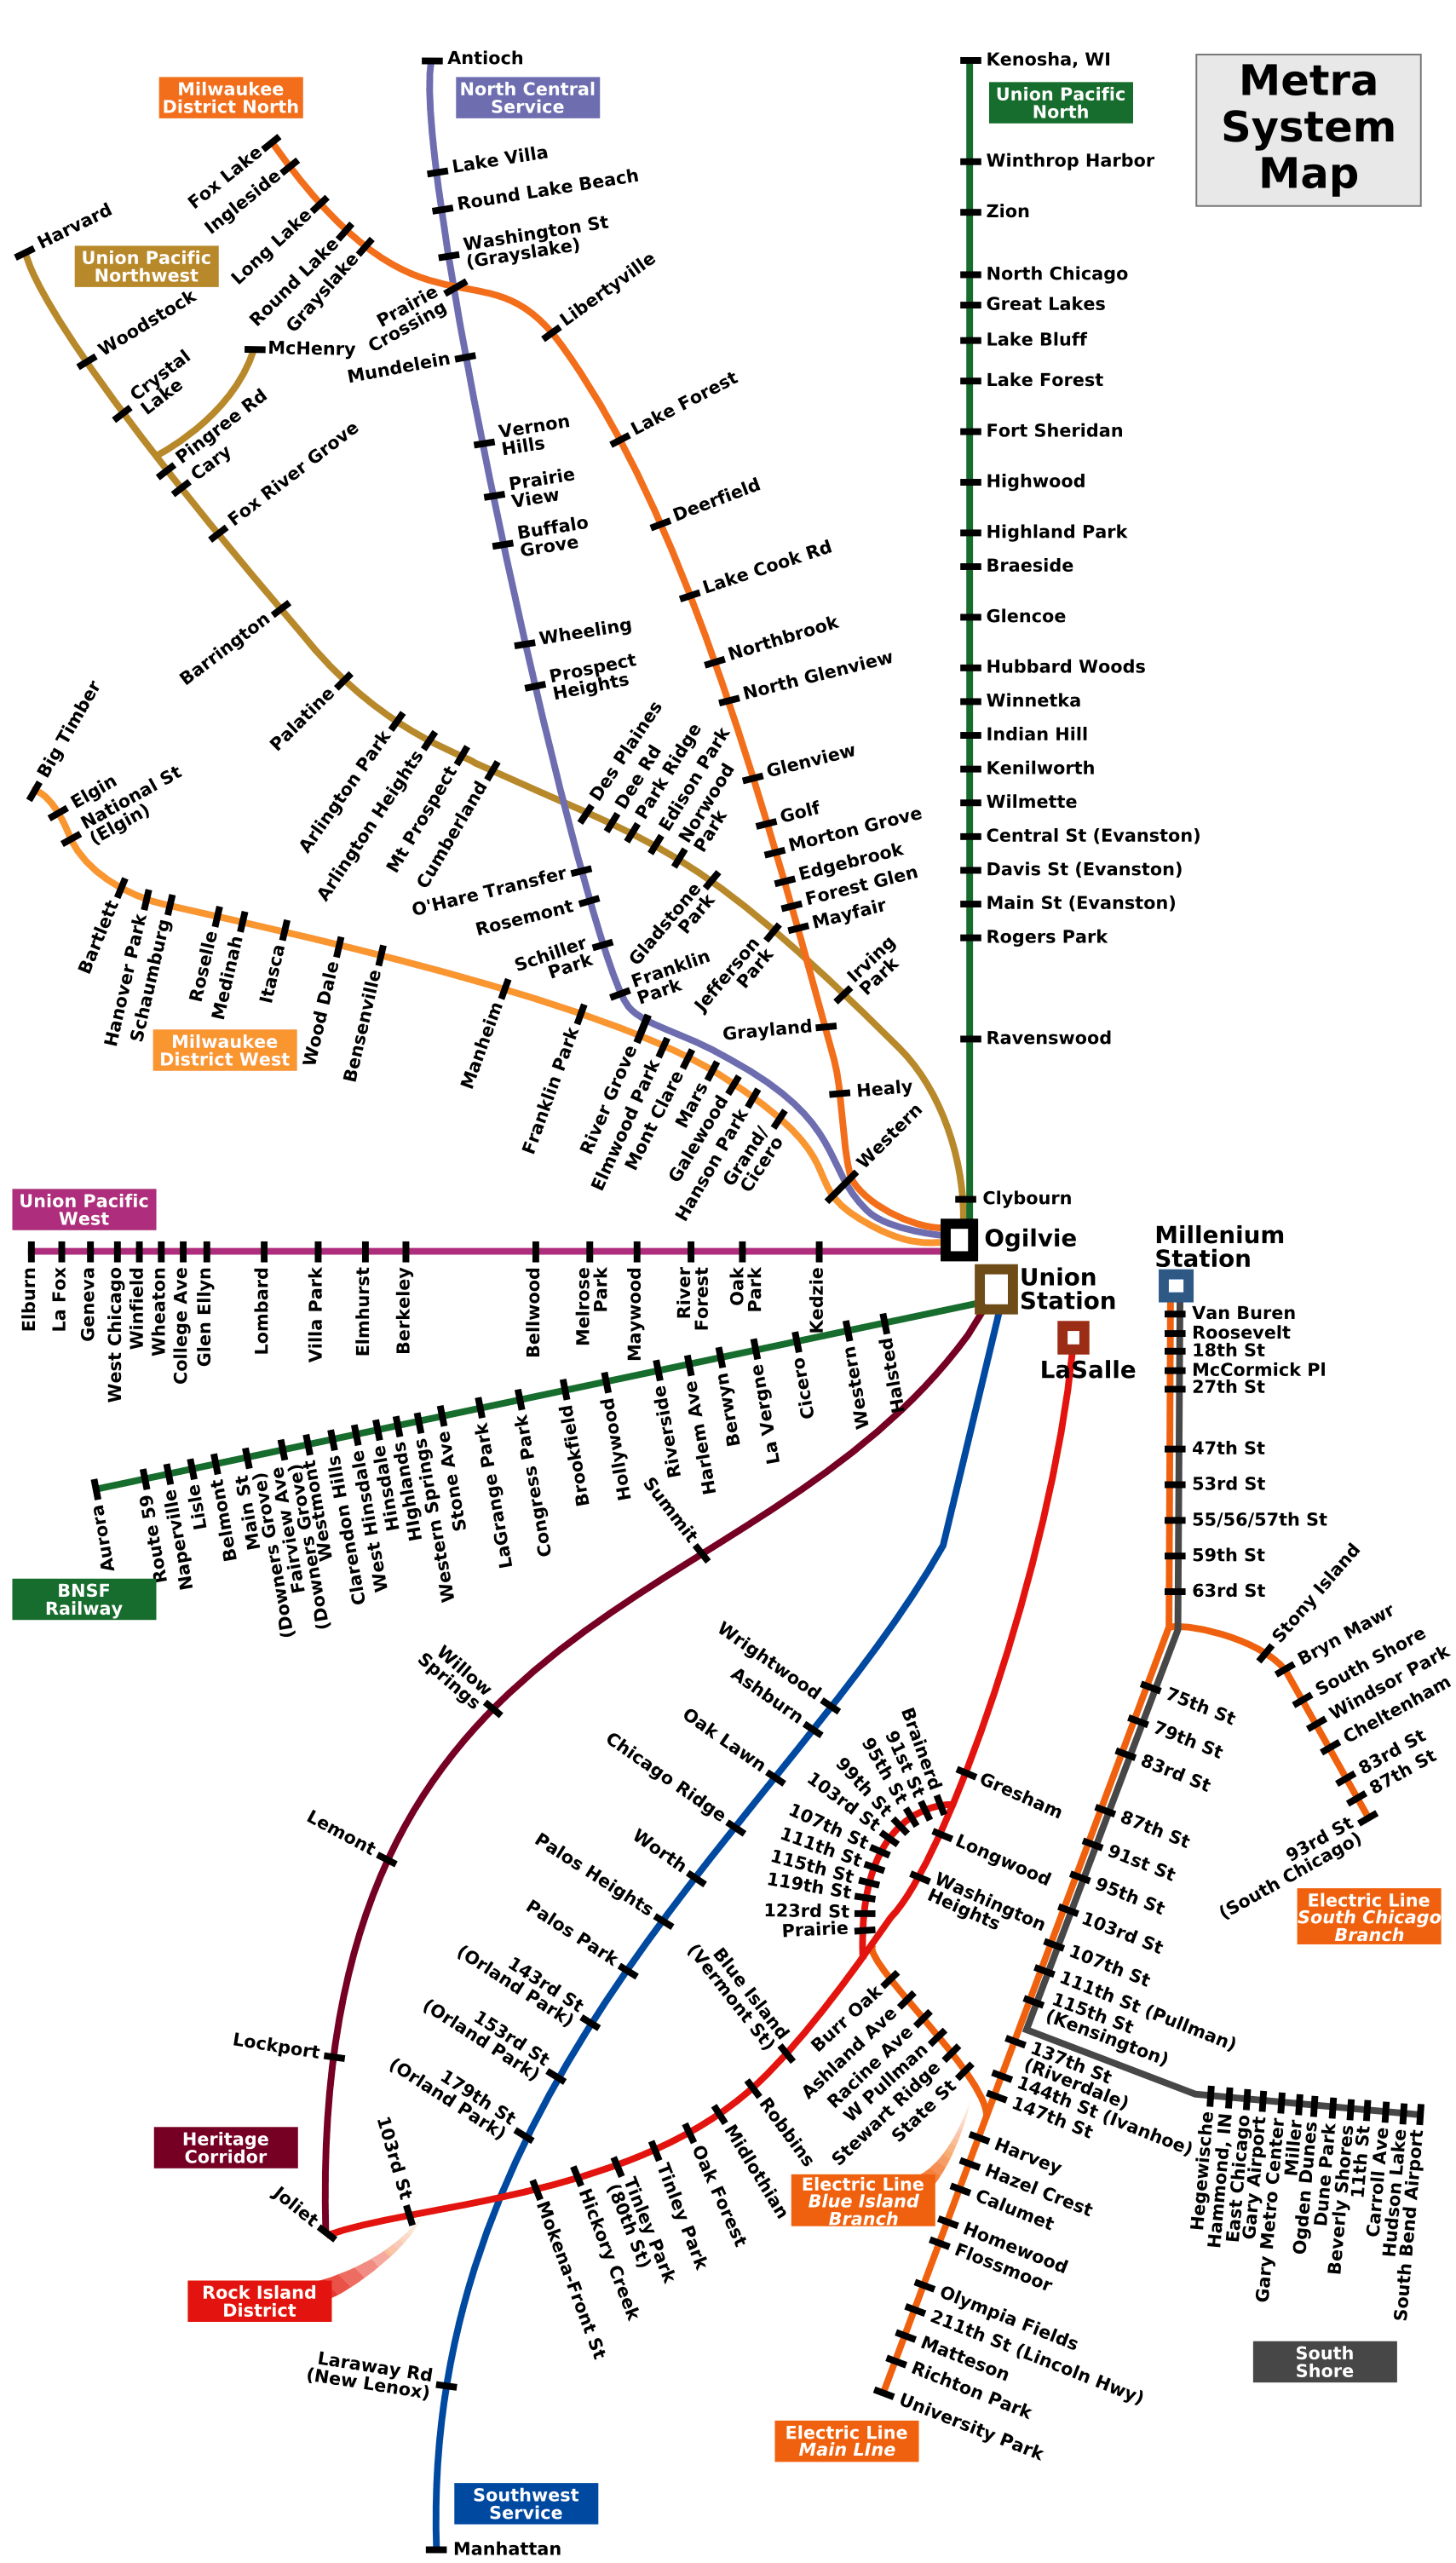 Metra
System
Map
Milwaukee
District North
Fox Lake
Ingleside
Long Lake
Round Lake
Grayslake
Prairie
Crossing
Libertyville
Lake Forest
Deerfield
Lake Cook Rd
Northbrook
North Glenview
Glenview
Golf
Morton Grove
Edgebrook
Forest Glen
Mayfair
Grayland
Healy
Western
North Central
Service
Antioch
Lake Villa
Round Lake Beach
Washington St
(Grayslake)
Mundelein
Vernon
Hills
Prairie
View
Buffalo
Grove
Wheeling
Prospect
Heights
O'Hare Transfer
Rosemont
Schiller
Park
Franklin
Park
Union Pacific
North
Kenosha, WI
Winthrop Harbor
Zion
North Chicago
Great Lakes
Lake Bluff
Lake Forest
Fort Sheridan
Highwood
Highland Park
Braeside
Glencoe
Hubbard Woods
Winnetka
Indian Hill
Kenilworth
Wilmette
Central St (Evanston)
Davis St (Evanston)
Main St (Evanston)
Rogers Park
Ravenswood
Clybourn
Ogilvie
Union Pacific
Northwest
Harvard
Woodstock
Crystal
Lake
McHenry
Pingree Rd
Cary
Fox River Grove
Barrington
Palatine
Arlington Park
Arlington Heights
Mt Prospect
Cumberland
Des Plaines
Dee Rd
Park Ridge
Edison Park
Norwood
Park
Gladstone
Park
Jefferson
Park
Irving
Park
Milwaukee
District West
Big Timber
Elgin
National St
(Elgin)
Bartlett
Hanover Park
Schaumburg
Roselle
Medinah
Itasca
Wood Dale
Bensenville
Manheim
Franklin Park
River Grove
Elmwood Park
Mont Clare
Mars
Galewood
Hanson Park
Grand/
Cicero
Union Pacific
West
Elburn
La Fox
Geneva
West Chicago
Winfield
Wheaton
College Ave
Glen Ellyn
Lombard
Villa Park
Elmhurst
Berkeley
Bellwood
Melrose
Park
Maywood
River
Forest
Oak
Park
Kedzie
Union
Station
Millenium
Station
LaSalle
BNSF
Railway
Aurora
Route 59
Naperville
Lisle
Belmont
Main St
(Downers Grove)
Fairview Ave
(Downers Grove)
Westmont
Clarendon Hills
West Hinsdale
Hinsdale
HIghlands
Western Springs
Stone Ave
LaGrange Park
Congress Park
Brookfield
Hollywood
Riverside
Harlem Ave
Berwyn
La Vergne
Cicero
Western
Halsted
Heritage
Corridor
Summit
Willow
Springs
Lemont
Lockport
Joliet
Southwest
Service
Wrightwood
Ashburn
Oak Lawn
Chicago Ridge
Worth
Palos Heights
Palos Park
143rd St
(Orland Park)
153rd St
(Orland Park)
179th St
(Orland Park)
Laraway Rd
(New Lenox)
Manhattan
Rock Island
District
Gresham
Longwood
Washington
Heights
Brainerd
91st St
95th St
99th St
103rd St
107th St
111th St
115th St
119th St
123rd St
Prairie
Blue Island
(Vermont St)
Robbins
Midlothian
Oak Forest
Tinley Park
Tinley Park
(80th St)
Hickory Creek
Mokena-Front St
103rd St
Van Buren
Roosevelt
18th St
McCormick Pl
27th St
47th St
53rd St
55/56/57th St
59th St
63rd St
Stony Island
Bryn Mawr
South Shore
Windsor Park
Cheltenham
83rd St
87th St
93rd St
(South Chicago)
Electric Line
South Chicago
Branch
75th St
79th St
83rd St
87th St
91st St
95th St
103rd St
107th St
111th St (Pullman)
115th St
(Kensington)
137th St
(Riverdale)
144th St (Ivanhoe)
147th St
Harvey
Hazel Crest
Calumet
Homewood
Flossmoor
Olympia Fields
211th St (Lincoln Hwy)
Matteson
Richton Park
University Park
Electric Line
Main LIne
Burr Oak
Ashland Ave
Racine Ave
W Pullman
Stewart Ridge
State St
Electric Line
Blue Island
Branch
Hegewische
Hammond, IN
East Chicago
Gary Airport
Gary Metro Center
Miller
Ogden Dunes
Dune Park
Beverly Shores
11th St
Carroll Ave
Hudson Lake
South Bend Airport
South
Shore